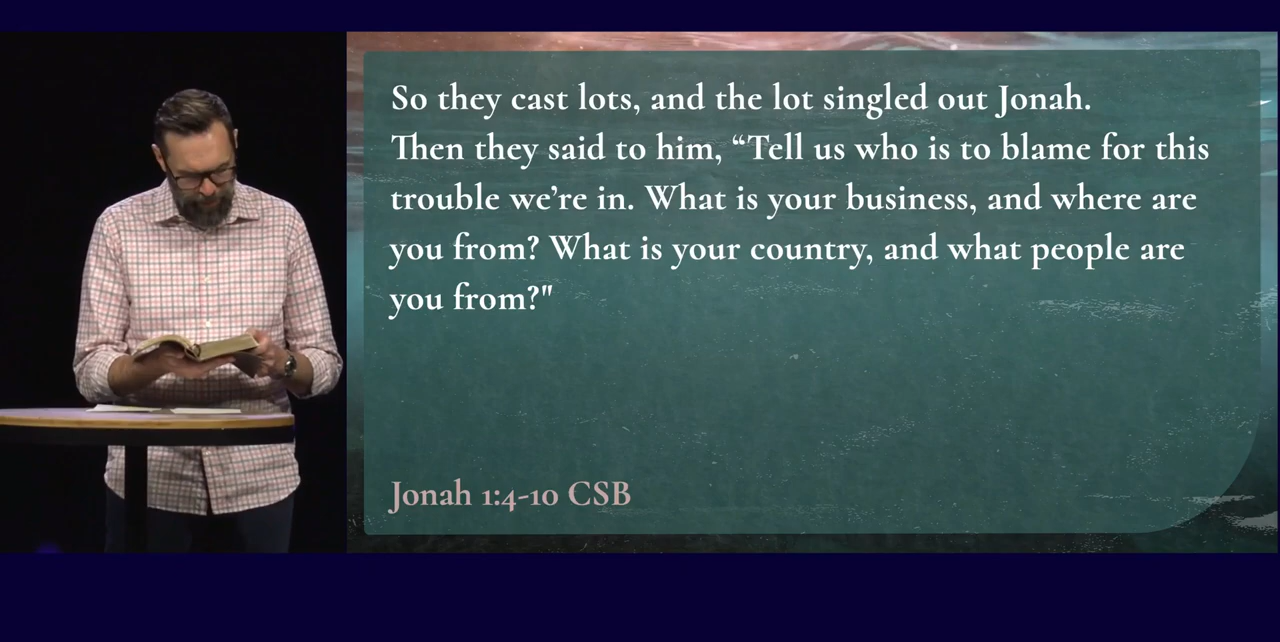 So they cast lots, and the lot singled out Jonah.
Then they said to him, “Tell us who is to blame for this
trouble we’re in. What is your business, and where are
you from? What is your country, and what people are
you from?"
Jonah 1:4-10 CSB